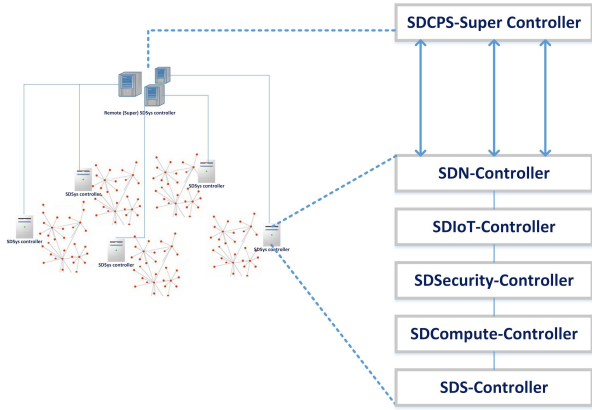 SDCPS-Super Controller
Remote (Super) SDSys controller
SDSys controller
SDSys controller
SDSys controller
SDSys controller
SDSys controller
SDN-Controller
SDIoT-Controller
SDSecurity-Controller
SDCompute-Controller
SDS-Controller